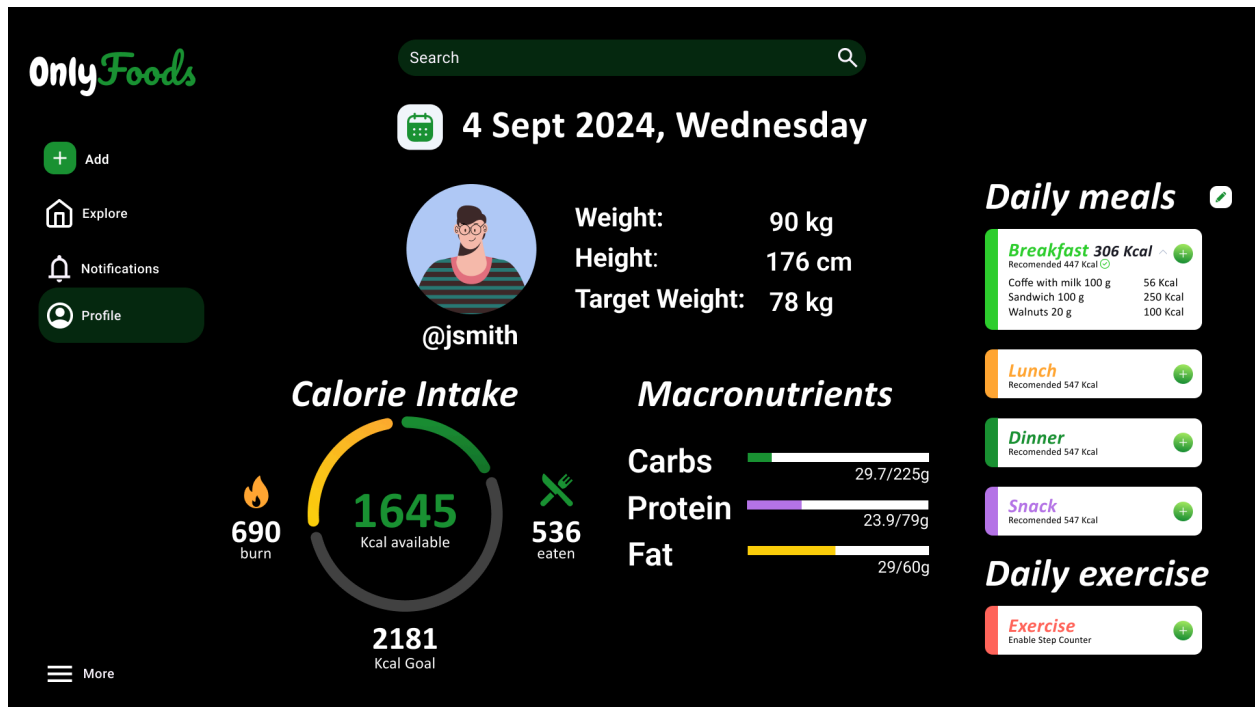 OnlyFoods
Search
4 Sept 2024, Wednesday
Add
Explore
Notifications
Profile
More
@jsmith
Weight: 90 kg
Height: 176 cm
Target Weight: 78 kg
Calorie Intake
690
burn
1645
Kcal available
536
eaten
2181
Kcal Goal
Macronutrients
Carbs
29.7/225g
Protein
23.9/79g
Fat
29/60g
Daily meals
Breakfast 306 Kcal
Recomended 447 Kcal
Coffe with milk 100 g 56 Kcal
Sandwich 100 g 250 Kcal
Walnuts 20 g 100 Kcal
Lunch
Recomended 547 Kcal
Dinner
Recomended 547 Kcal
Snack
Recomended 547 Kcal
Daily exercise
Exercise
Enable Step Counter